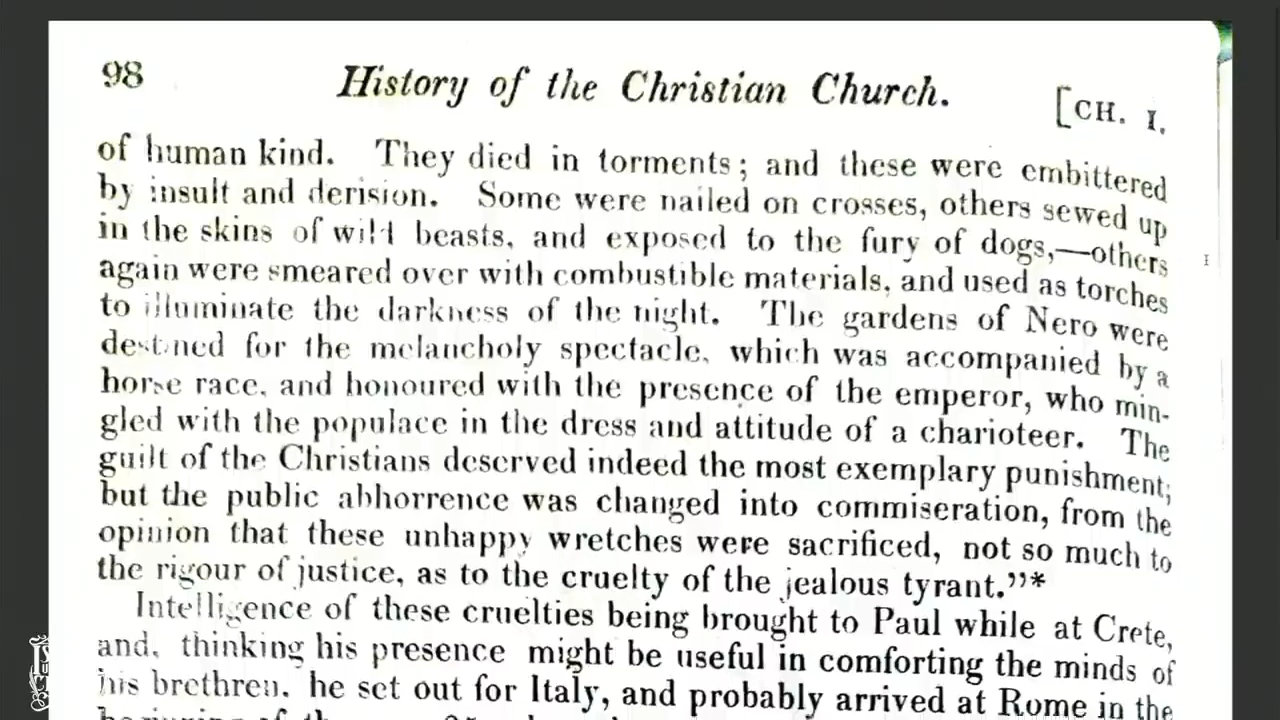 98
History of the Christian Church.
[CH. I.
of human kind. They died in torments; and these were embittered
by insult and derision. Some were nailed on crosses, others sewed up
in the skins of wild beasts, and exposed to the fury of dogs,—others
again were smeared over with combustible materials, and used as torches
to illuminate the darkness of the night. The gardens of Nero were
destined for the melancholy spectacle, which was accompanied by a
horse race, and honoured with the presence of the emperor, who min-
gled with the populace in the dress and attitude of a charioteer. The
guilt of the Christians deserved indeed the most exemplary punishment;
but the public abhorrence was changed into commiseration, from the
opinion that these unhappy wretches were sacrificed, not so much to
the rigour of justice, as to the cruelty of the jealous tyrant."*
Intelligence of these cruelties being brought to Paul while at Crete,
and, thinking his presence might be useful in comforting the minds of
his brethren, he set out for Italy, and probably arrived at Rome in the